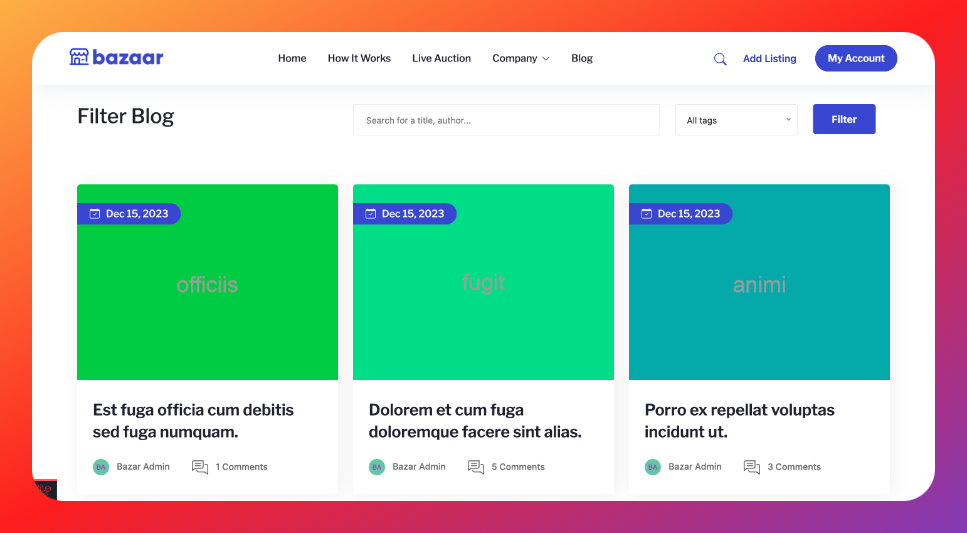 bazaar
Home How It Works Live Auction Company Blog
Add Listing
My Account
Filter Blog
Search for a title, author...
All tags
Filter
Dec 15, 2023
officiis
Est fuga officia cum debitis
sed fuga numquam.
BA Bazar Admin 1 Comments
Dec 15, 2023
fugit
Dolorem et cum fuga
doloremque facere sint alias.
BA Bazar Admin 5 Comments
Dec 15, 2023
animi
Porro ex repellat voluptas
incidunt ut.
BA Bazar Admin 3 Comments